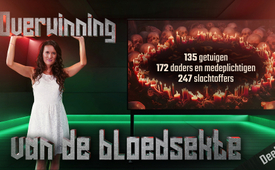 Overwinning
135 getuigen
172 daders en medeplichtigen
247 slachtoffers
van de bloedsekte
Deel